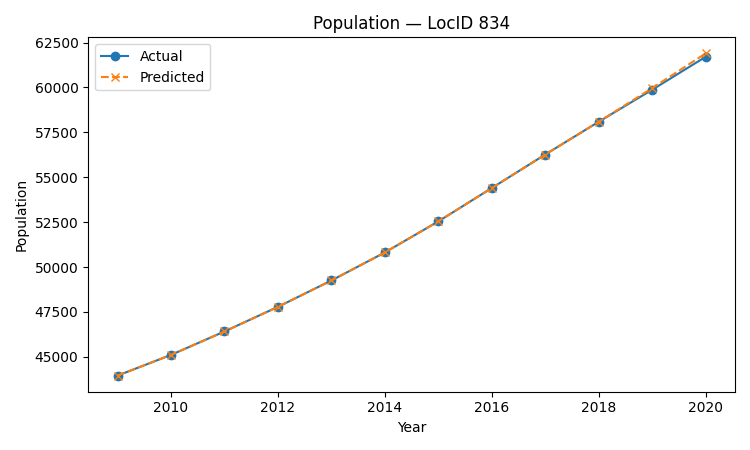 Population — LocID 834
Actual
Predicted
62500
60000
57500
55000
52500
50000
47500
45000
Population
2010 2012 2014 2016 2018 2020
Year